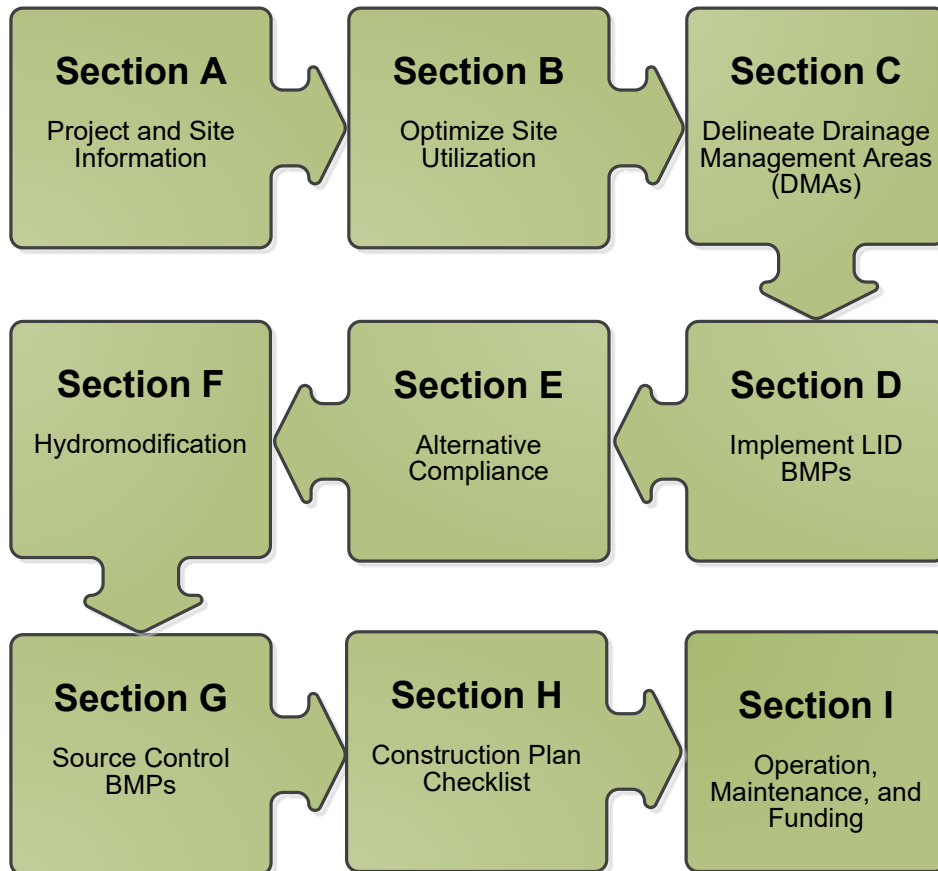 Section A
Project and Site
Information
Section B
Optimize Site
Utilization
Section C
Delineate Drainage
Management Areas
(DMAs)
Section D
Implement LID
BMPs
Section E
Alternative
Compliance
Section F
Hydromodification
Section G
Source Control
BMPs
Section H
Construction Plan
Checklist
Section I
Operation,
Maintenance, and
Funding